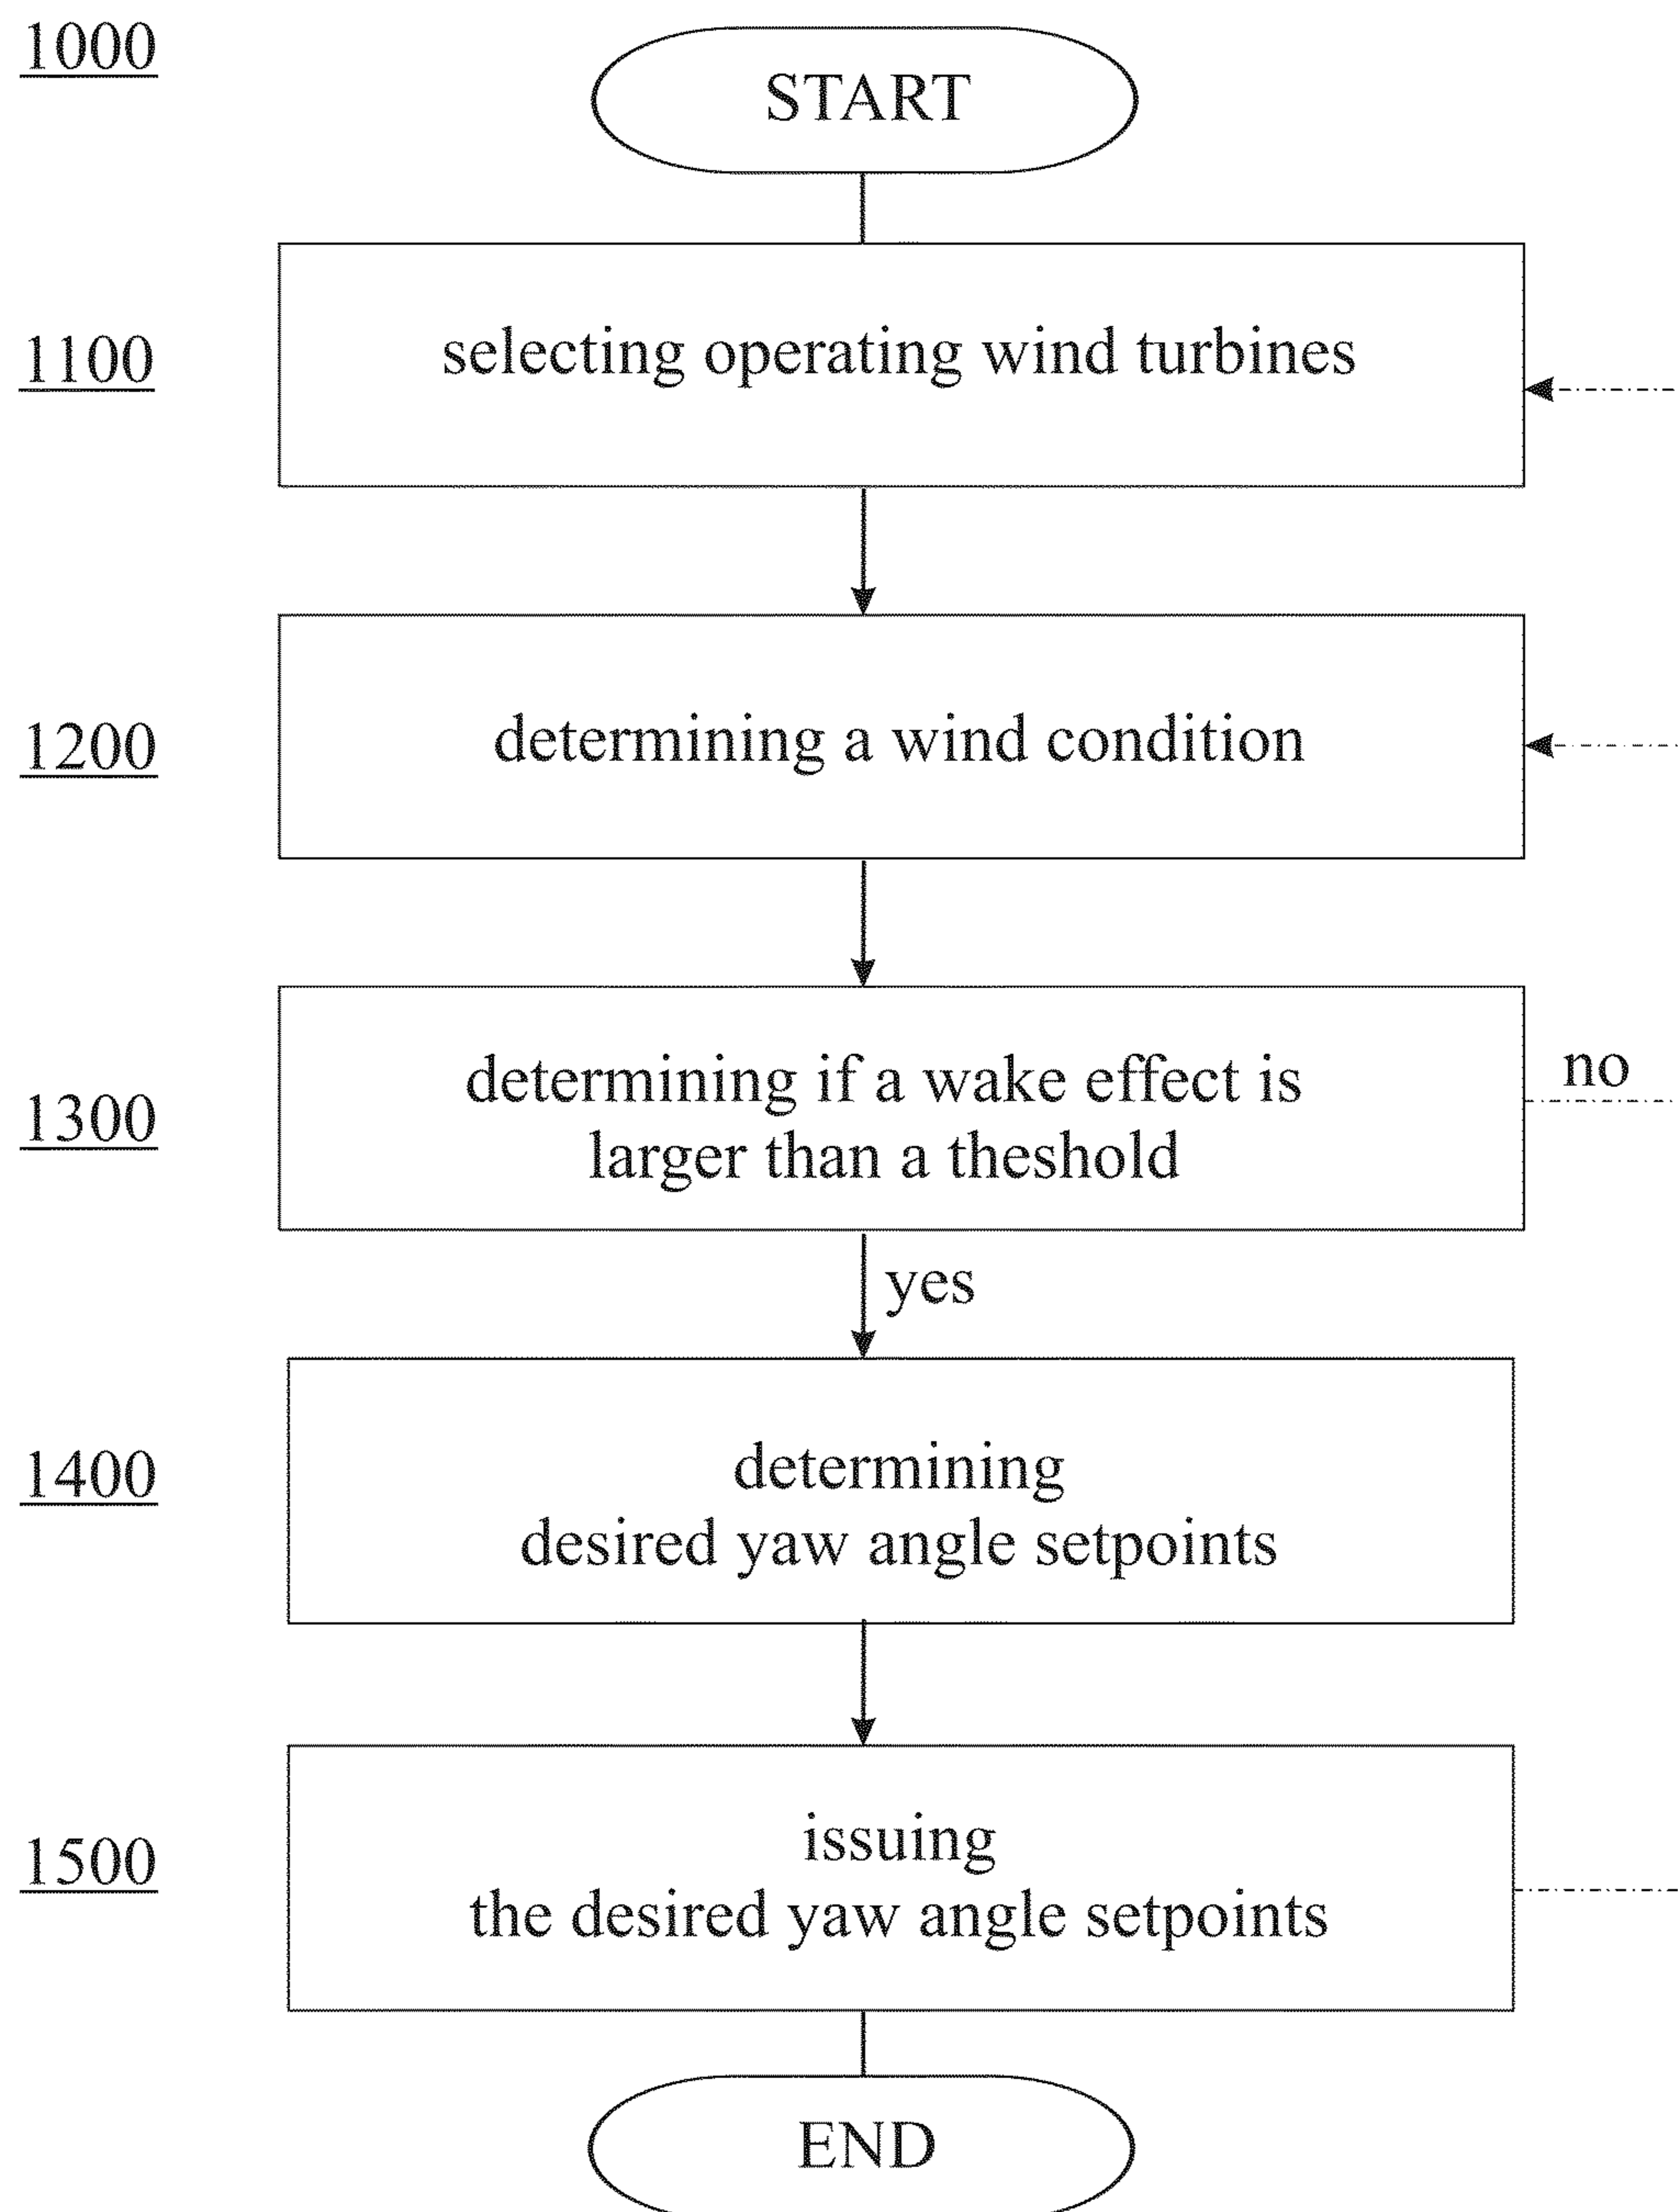 1000
START
1100
selecting operating wind turbines
1200
determining a wind condition
1300
determining if a wake effect is
larger than a theshold
no
yes
1400
determining
desired yaw angle setpoints
1500
issuing
the desired yaw angle setpoints
END